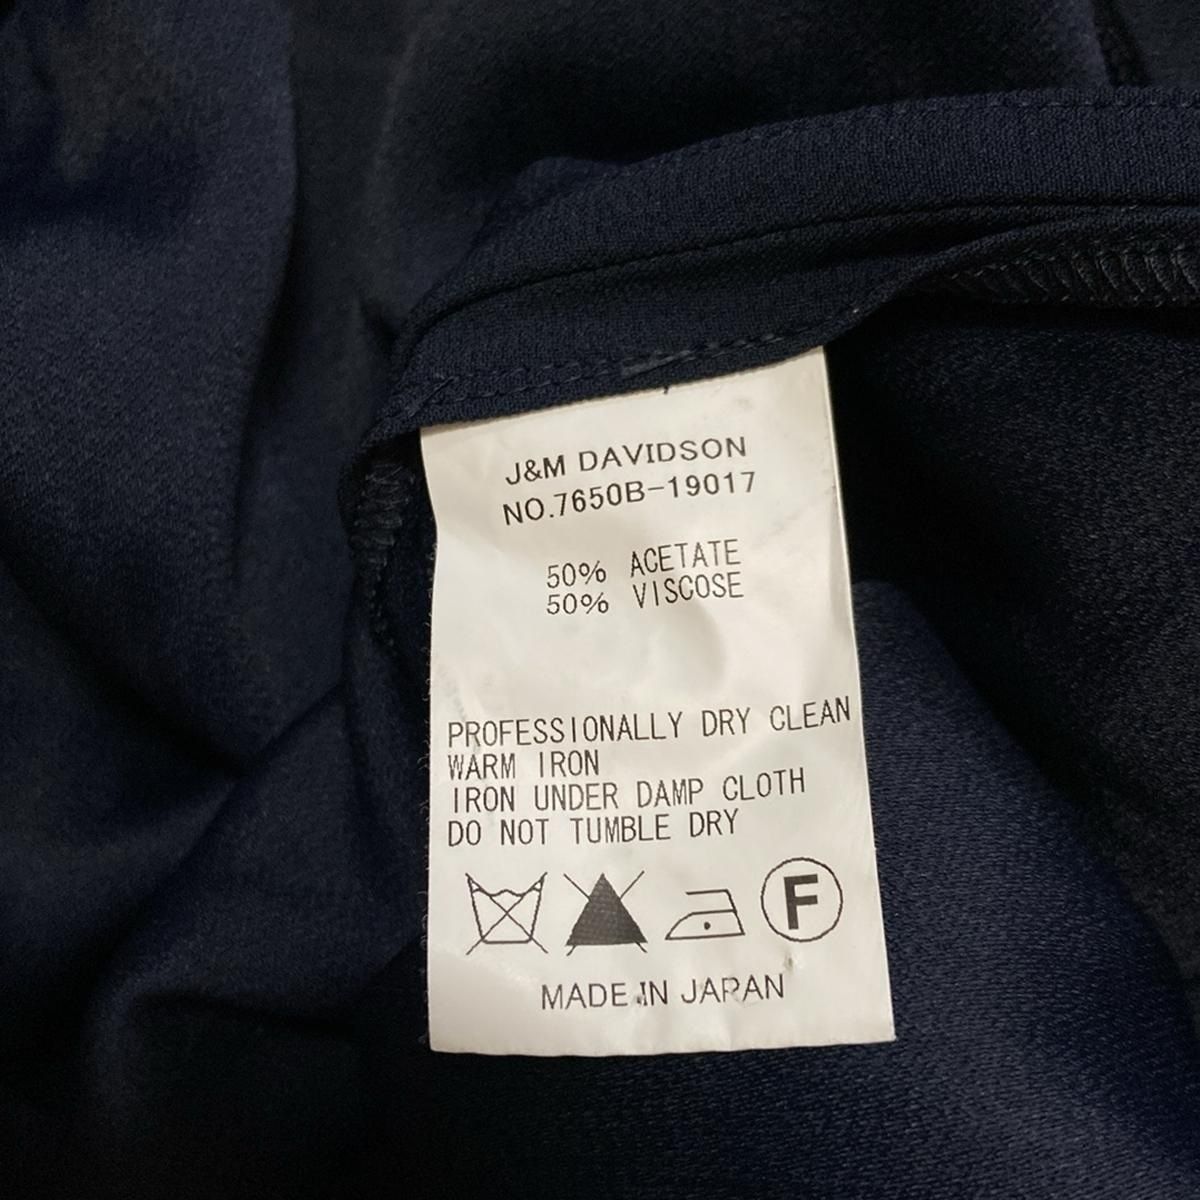 J&M DAVIDSON
NO.7650B-19017
50% ACETATE
50% VISCOSE
PROFESSIONALLY DRY CLEAN
WARM IRON
IRON UNDER DAMP CLOTH
DO NOT TUMBLE DRY
F
MADE IN JAPAN